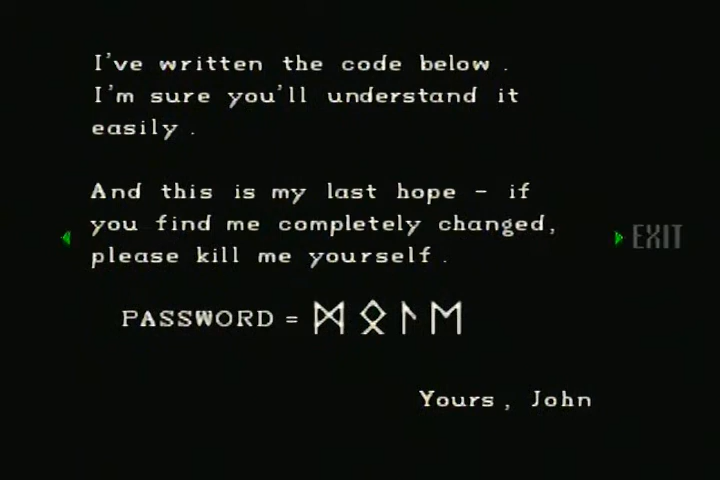 I've written the code below .
I'm sure you'll understand it
easily .
And this is my last hope - if
you find me completely changed,
please kill me yourself .
EXIT
PASSWORD = ᛞᛟᛚᛖ
Yours , John